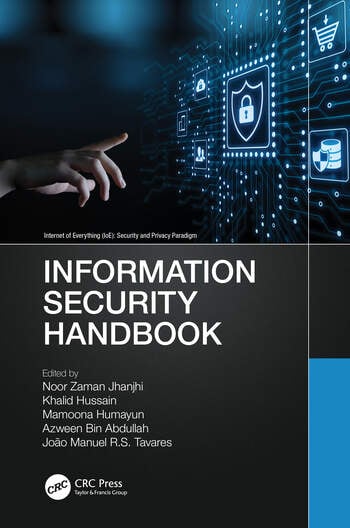 Internet of Everything (IoE): Security and Privacy Paradigm
INFORMATION
SECURITY
HANDBOOK
Edited by
Noor Zaman Jhanjhi
Khalid Hussain
Mamoona Humayun
Azween Bin Abdullah
João Manuel R.S. Tavares
CRC
CRC Press
Taylor & Francis Group